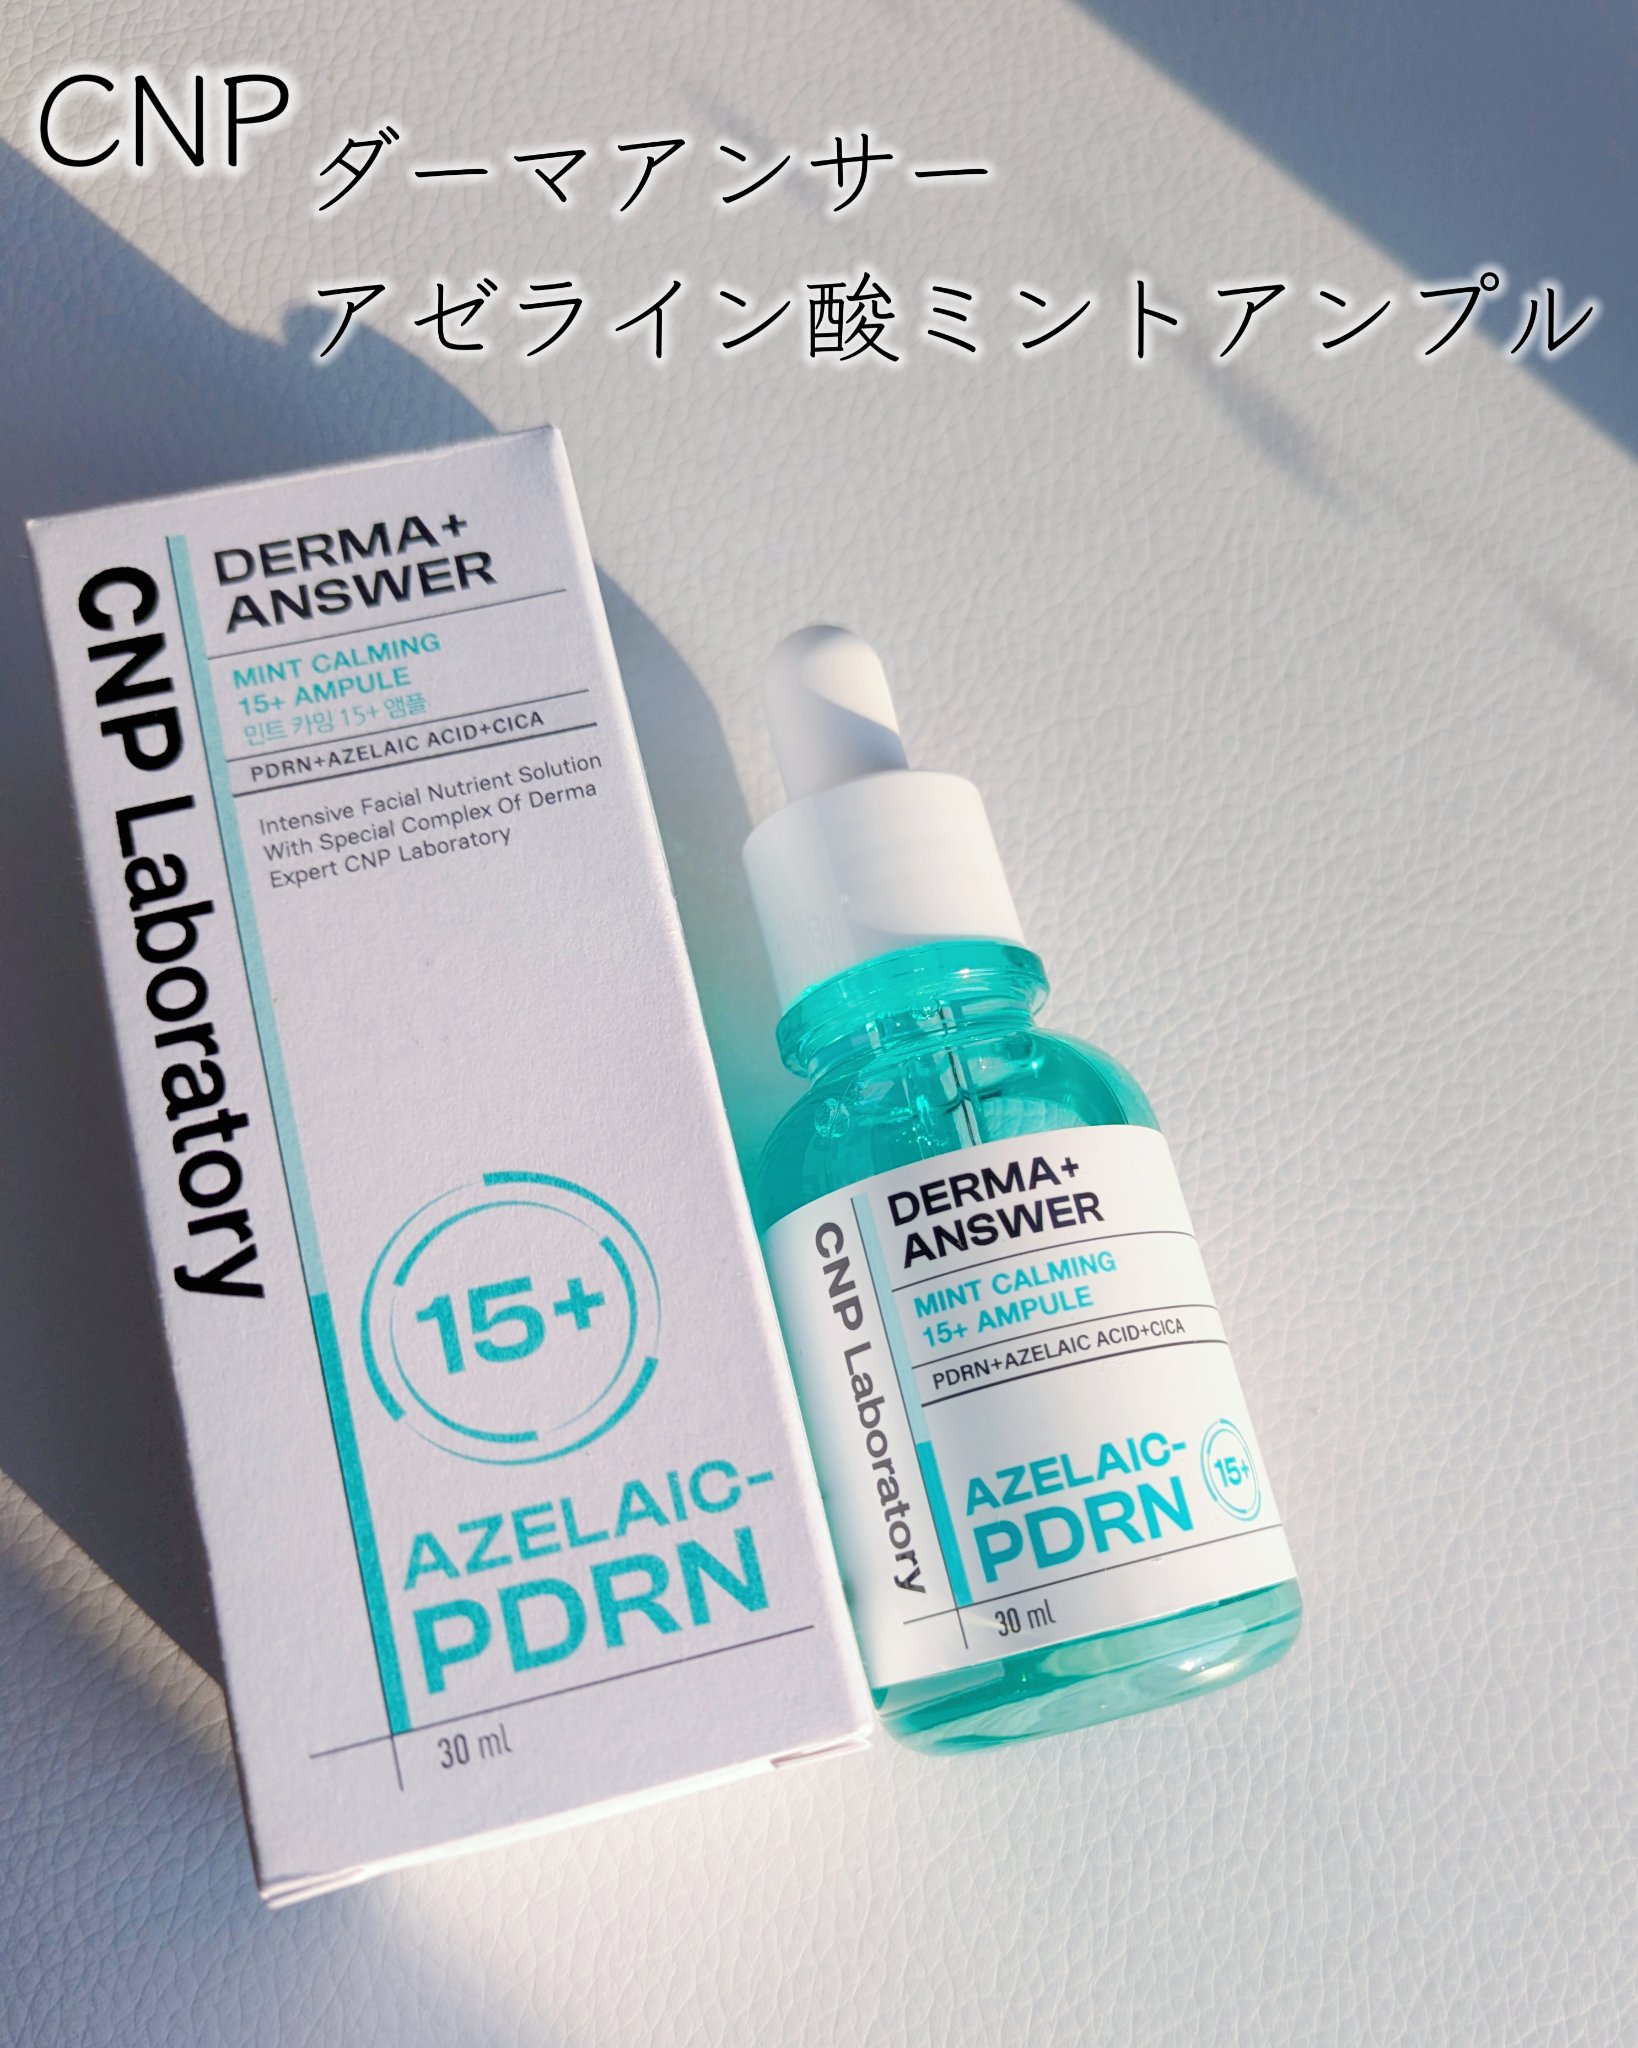 CNP
ダーマアンサー
アゼライン酸ミントアンプル
CNP Laboratory
DERMA+
ANSWER
MINT CALMING
15+ AMPULE
민트 카밍 15+ 앰플
PDRN+AZELAIC ACID+CICA
Intensive Facial Nutrient Solution
With Special Complex Of Derma
Expert CNP Laboratory
15+
AZELAIC-
PDRN
30 ml
CNP Laboratory
DERMA+
ANSWER
MINT CALMING
15+ AMPULE
PDRN+AZELAIC ACID+CICA
AZELAIC-
PDRN
15+
30 ml